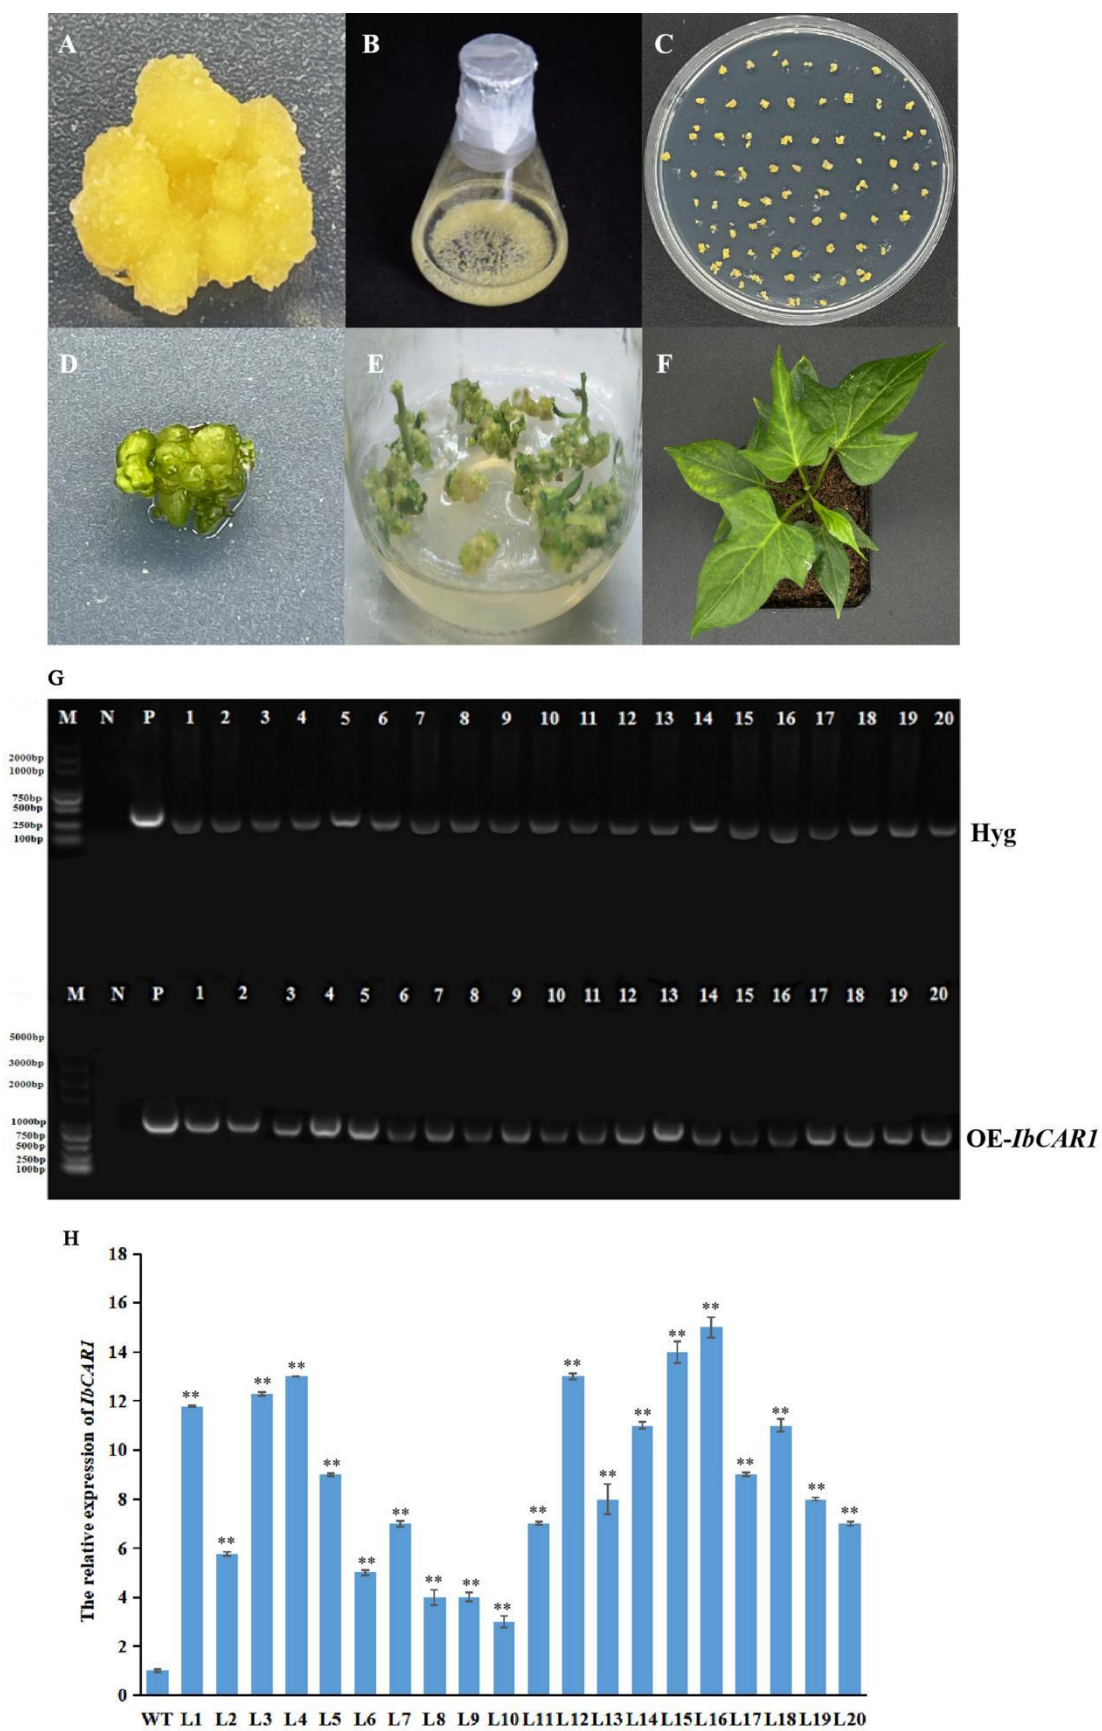 A B C
D E F
G
M N P 1 2 3 4 5 6 7 8 9 10 11 12 13 14 15 16 17 18 19 20
2000bp
1000bp
750bp
500bp
250bp
100bp
Hyg
M N P 1 2 3 4 5 6 7 8 9 10 11 12 13 14 15 16 17 18 19 20
5000bp
3000bp
2000bp
1000bp
750bp
500bp
250bp
100bp
OE-IbCAR1
H
The relative expression of IbCAR1
18
16
14
12
10
8
6
4
2
0
** ** ** ** ** ** ** ** ** ** ** ** ** ** ** ** ** ** ** **
WT L1 L2 L3 L4 L5 L6 L7 L8 L9 L10 L11 L12 L13 L14 L15 L16 L17 L18 L19 L20